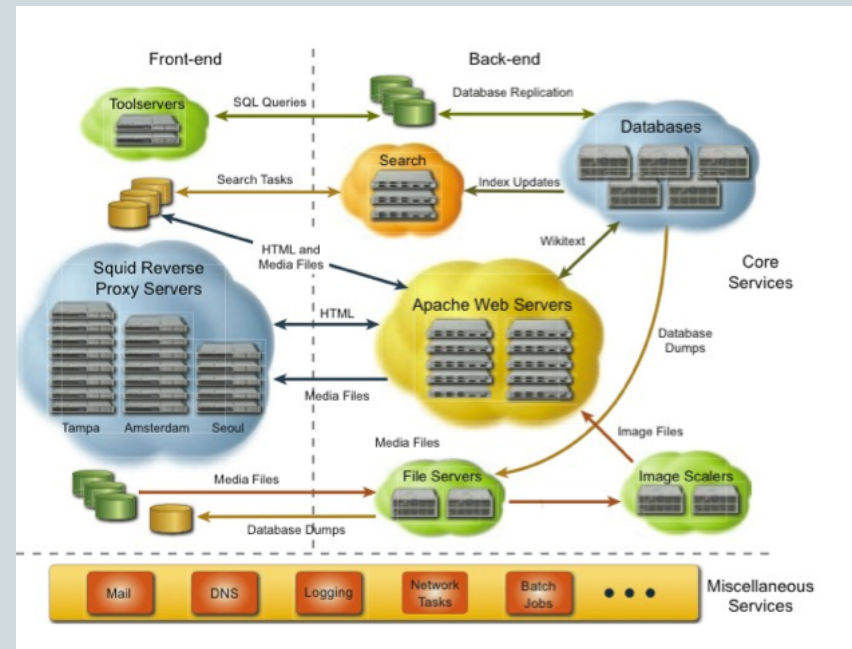 Front-end
Back-end
Toolservers
SQL Queries
Database Replication
Databases
Search
Search Tasks
Index Updates
HTML and
Media Files
Wikitext
Squid Reverse
Proxy Servers
Apache Web Servers
Core
Services
HTML
Database
Dumps
Media Files
Tampa
Amsterdam
Seoul
Media Files
Image Files
Media Files
File Servers
Image Scalers
Database Dumps
Mail
DNS
Logging
Network
Tasks
Batch
Jobs
Miscellaneous
Services